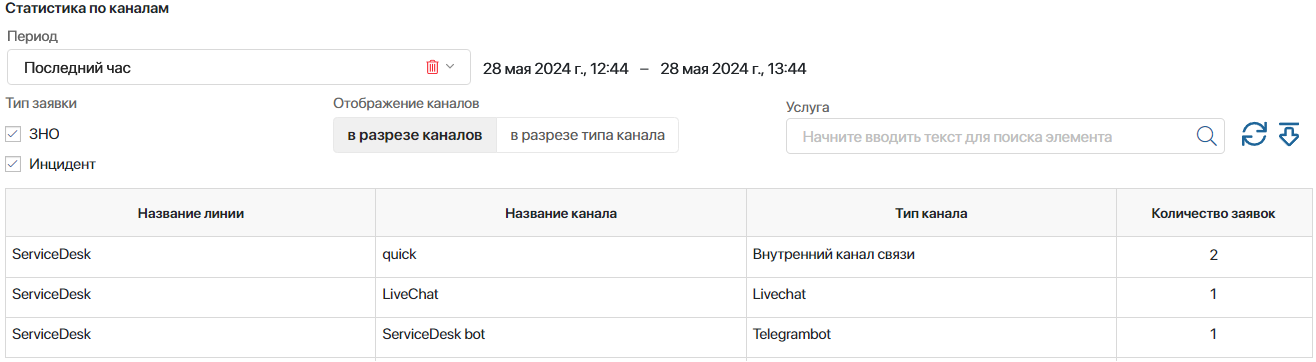 Статистика по каналам
Период
Последний час
28 мая 2024 г., 12:44 – 28 мая 2024 г., 13:44
Тип заявки
ЗНО
Инцидент
Отображение каналов
в разрезе каналов в разрезе типа канала
Услуга
Начните вводить текст для поиска элемента
Название линии Название канала Тип канала Количество заявок
ServiceDesk quick Внутренний канал связи 2
ServiceDesk LiveChat Livechat 1
ServiceDesk ServiceDesk bot Telegrambot 1